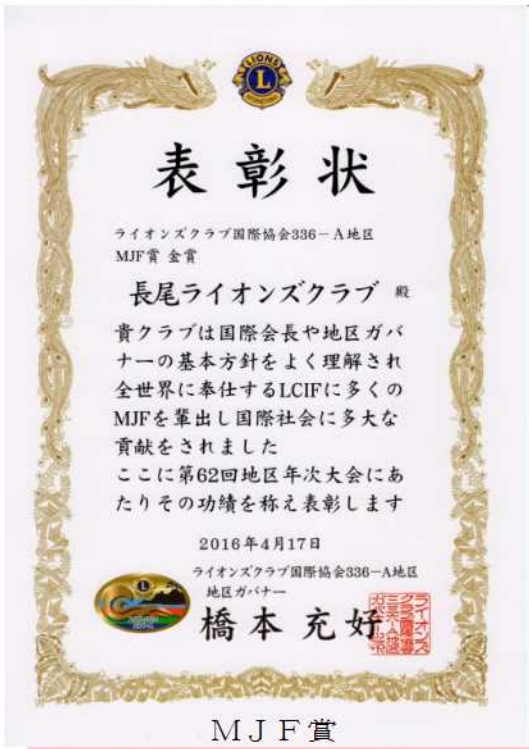 LIONS
L
表彰状
ライオンズクラブ国際協会336-A地区
MJF賞 金賞
長尾ライオンズクラブ 殿
貴クラブは国際会長や地区ガバ
ナーの基本方針をよく理解され
全世界に奉仕するLCIFに多くの
MJFを輩出し国際社会に多大な
貢献をされました
ここに第62回地区年次大会にあ
たりその功績を称え表彰します
2016年4月17日
ライオンズクラブ国際協会336-A地区
地区ガバナー
橋本 充好
MJF賞